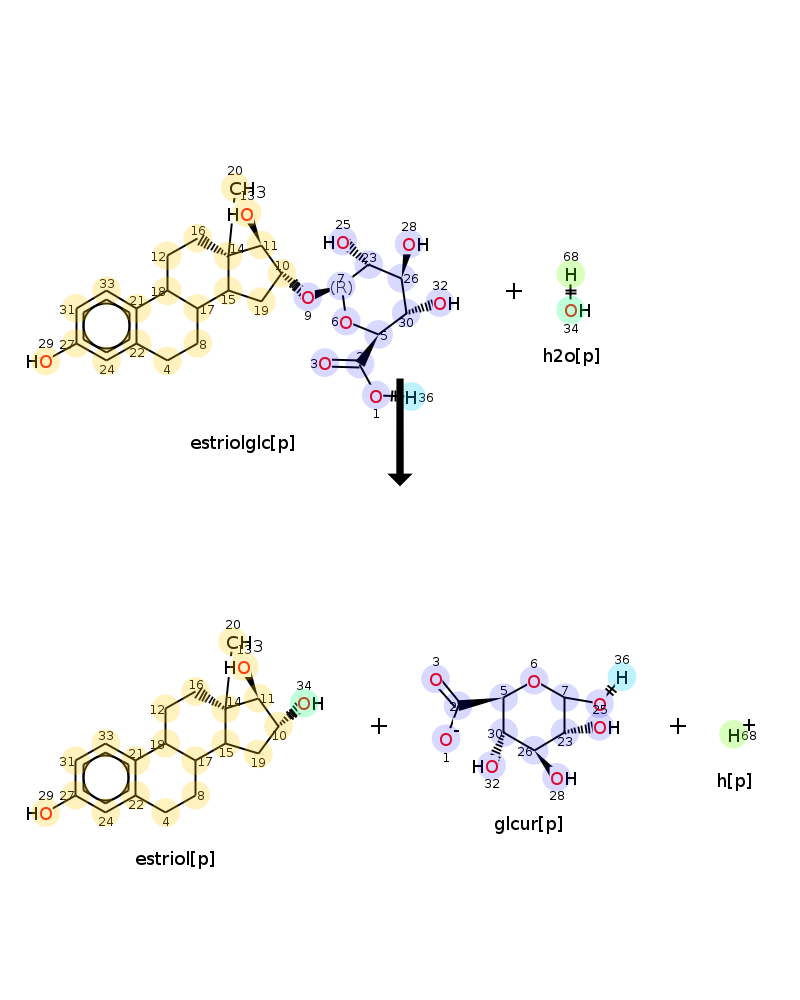 20
CH3
13
HO
16
14
11
12
10
33
18
15
19
9
31
21
17
29
HO
27
22
8
24
4
25
HO
28
OH
23
7
(R)
26
32
OH
6
O
30
5
3
O
2
O
H
36
1
+
68
H
OH
34
h2o[p]
estriolglc[p]
20
CH3
13
HO
16
14
11
34
OH
12
10
33
18
15
19
31
21
17
29
HO
27
22
8
24
4
estriol[p]
+
3
O
6
O
36
H
5
7
2
O
25
OH
O
-
1
30
23
26
HO
32
OH
28
glcur[p]
+
H
+
68
h[p]